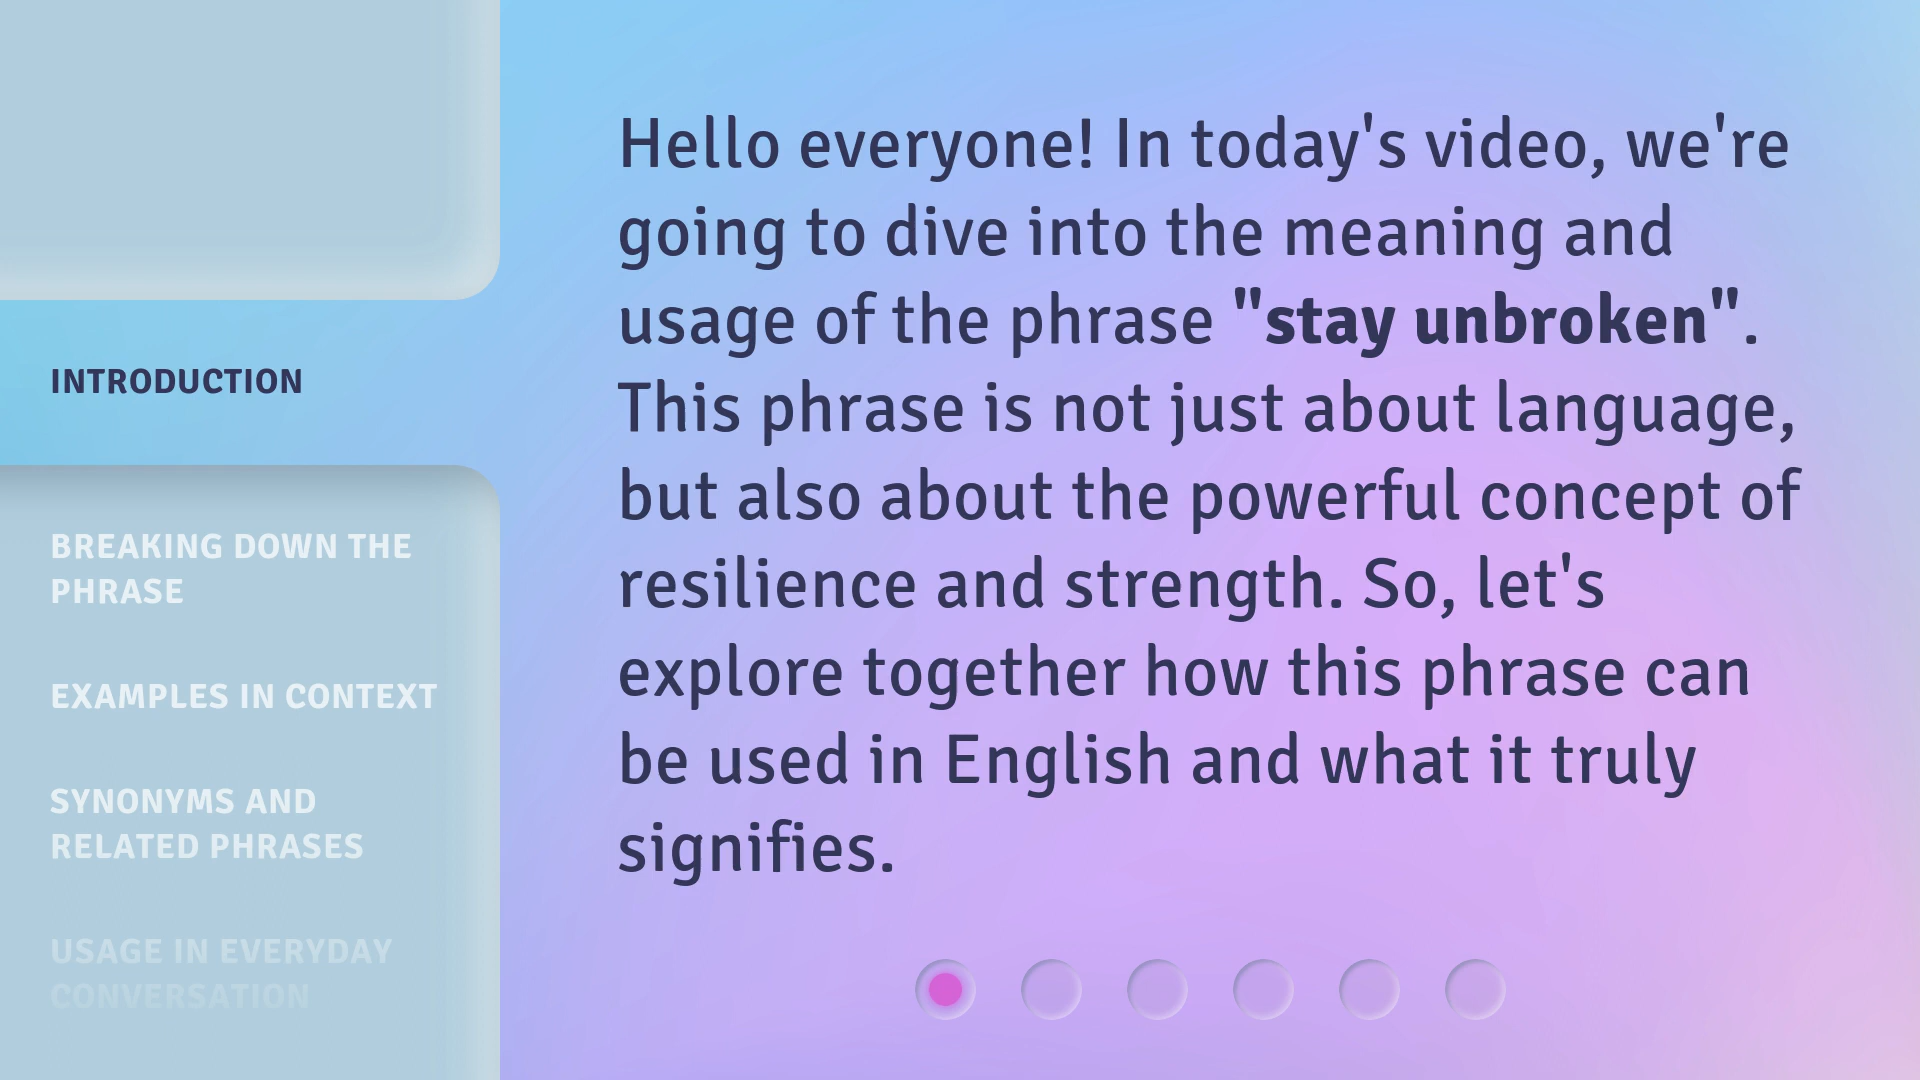 INTRODUCTION
BREAKING DOWN THE
PHRASE
EXAMPLES IN CONTEXT
SYNONYMS AND
RELATED PHRASES
USAGE IN EVERYDAY
CONVERSATION
Hello everyone! In today's video, we're
going to dive into the meaning and
usage of the phrase "stay unbroken".
This phrase is not just about language,
but also about the powerful concept of
resilience and strength. So, let's
explore together how this phrase can
be used in English and what it truly
signifies.